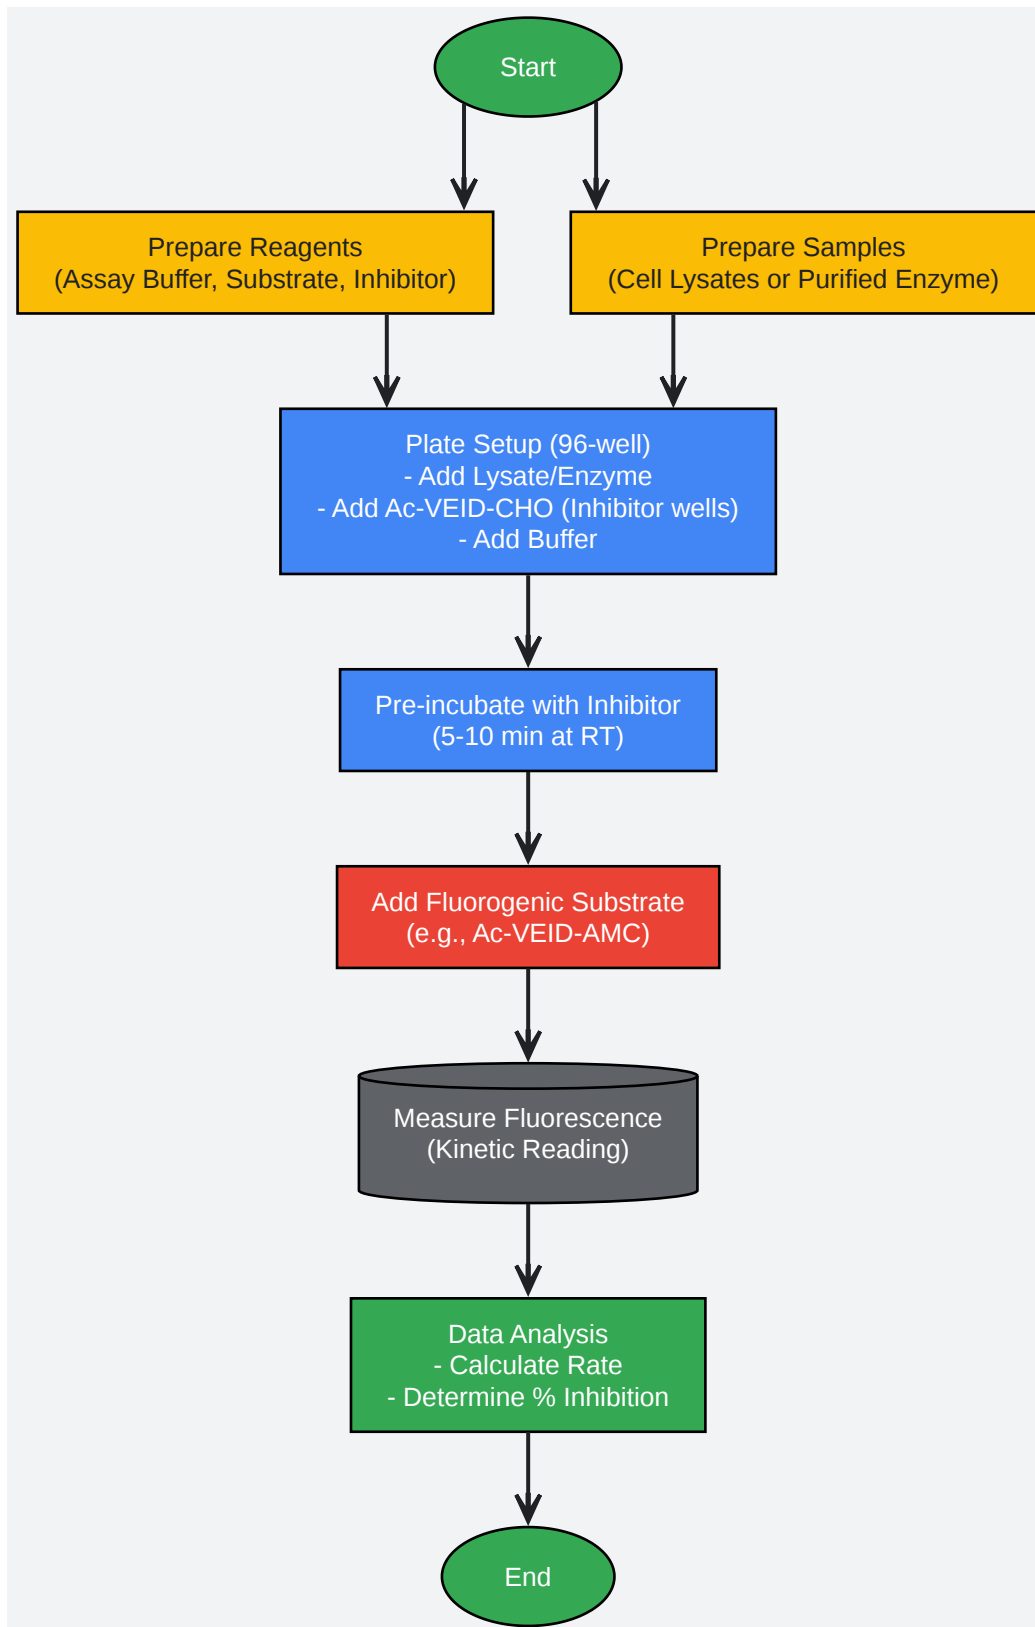 Start
Prepare Reagents
(Assay Buffer, Substrate, Inhibitor)
Prepare Samples
(Cell Lysates or Purified Enzyme)
Plate Setup (96-well)
- Add Lysate/Enzyme
- Add Ac-VEID-CHO (Inhibitor wells)
- Add Buffer
Pre-incubate with Inhibitor
(5-10 min at RT)
Add Fluorogenic Substrate
(e.g., Ac-VEID-AMC)
Measure Fluorescence
(Kinetic Reading)
Data Analysis
- Calculate Rate
- Determine % Inhibition
End